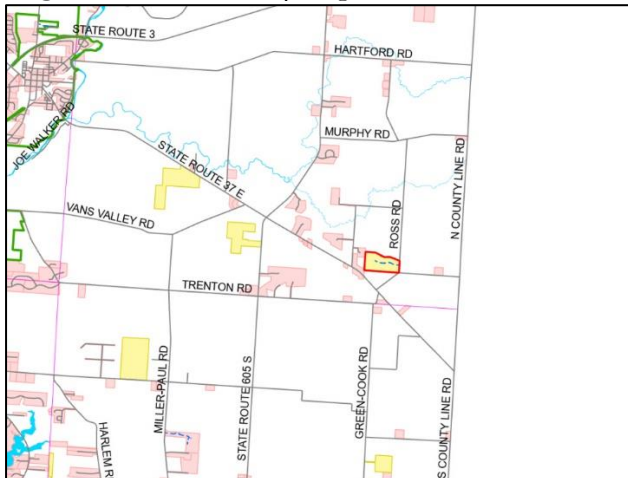 STATE ROUTE 3
HARTFORD RD
MURPHY RD
JOE WALKER RD
STATE ROUTE 37 E
N COUNTY LINE RD
VANS VALLEY RD
ROSS RD
TRENTON RD
MILLER-PAUL RD
STATE ROUTE 605 S
GREEN-COOK RD
S COUNTY LINE RD
HARLEM R